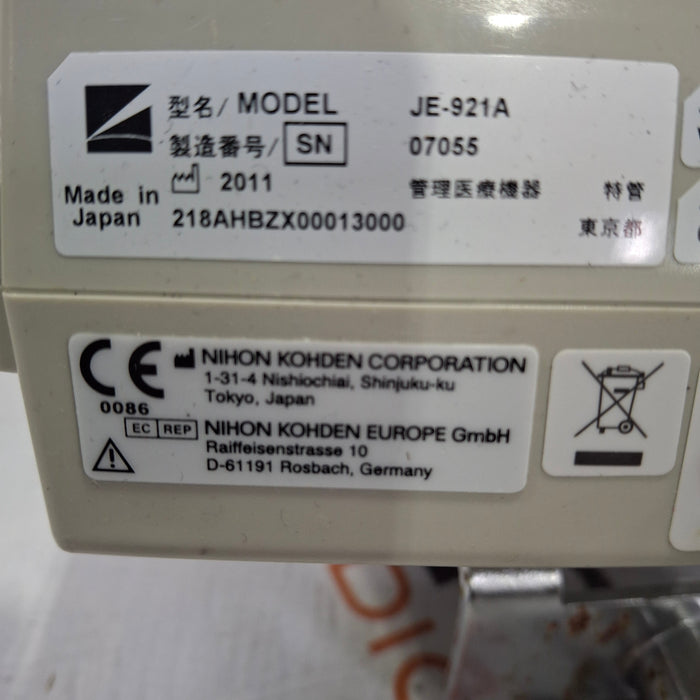 型名/ MODEL JE-921A
製造番号/ SN 07055
2011 管理医療機器 特管
Made in
Japan
218AHBZX00013000 東京都
CE
0086
NIHON KOHDEN CORPORATION
1-31-4 Nishiochiai, Shinjuku-ku
Tokyo, Japan
EC REP NIHON KOHDEN EUROPE GmbH
Raiffeisenstrasse 10
D-61191 Rosbach, Germany